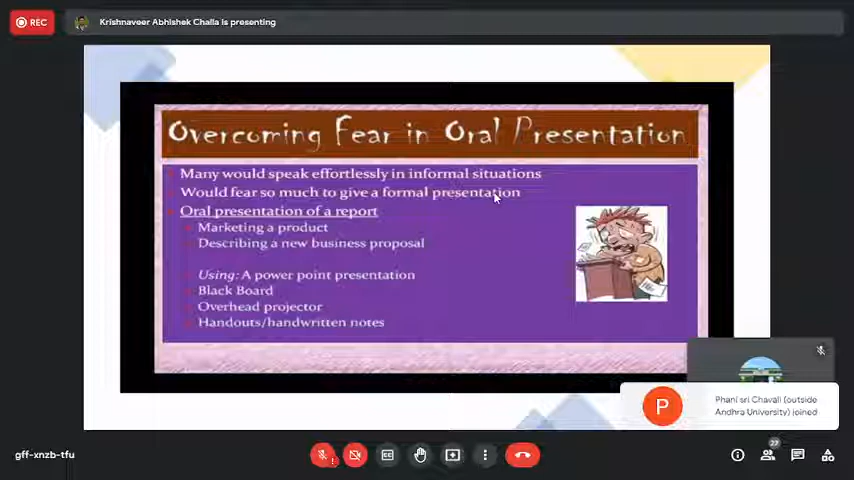 REC
Krishnaveer Abhishek Challa is presenting
Overcoming Fear in Oral Presentation
Many would speak effortlessly in informal situations
Would fear so much to give a formal presentation
Oral presentation of a report
Marketing a product
Describing a new business proposal
Using: A power point presentation
Black Board
Overhead projector
Handouts/handwritten notes
P
Phani sri Chavali (outside
Andhra University) joined
gff-xnzb-tfu
27